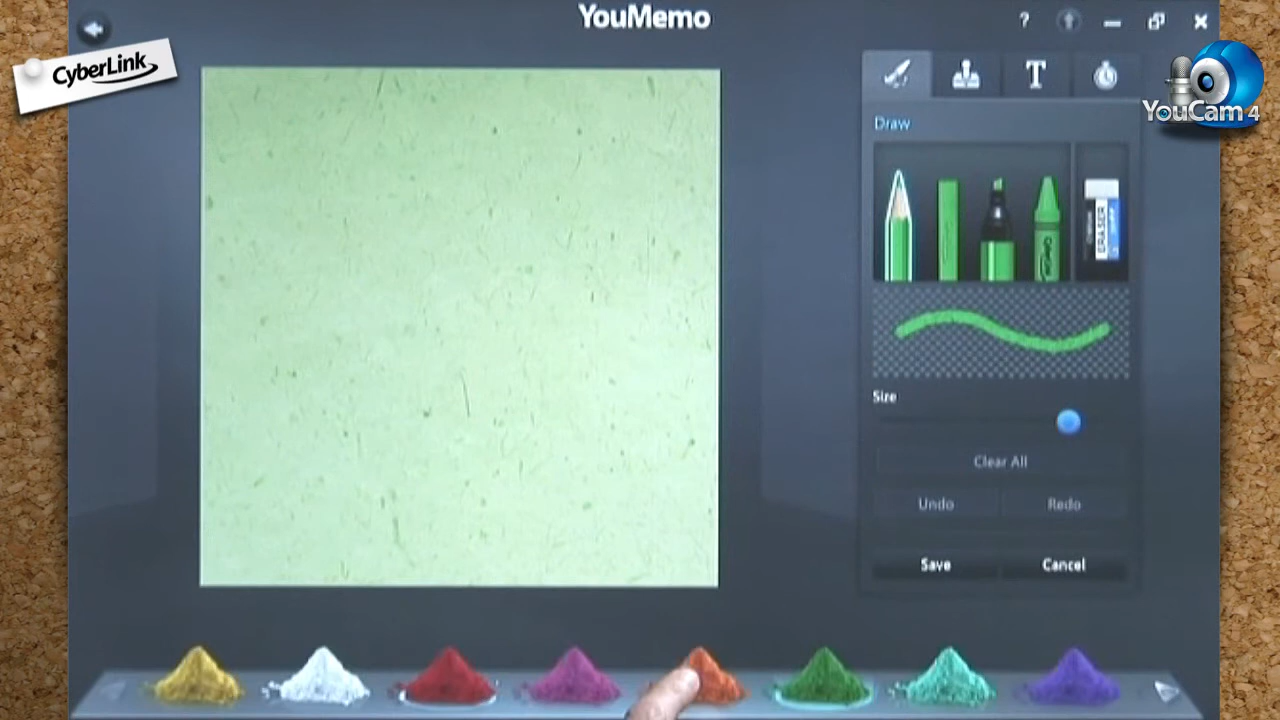 YouMemo
?
CyberLink
YouCam 4
T
Draw
ERASER
Size
Clear All
Undo Redo
Save Cancel